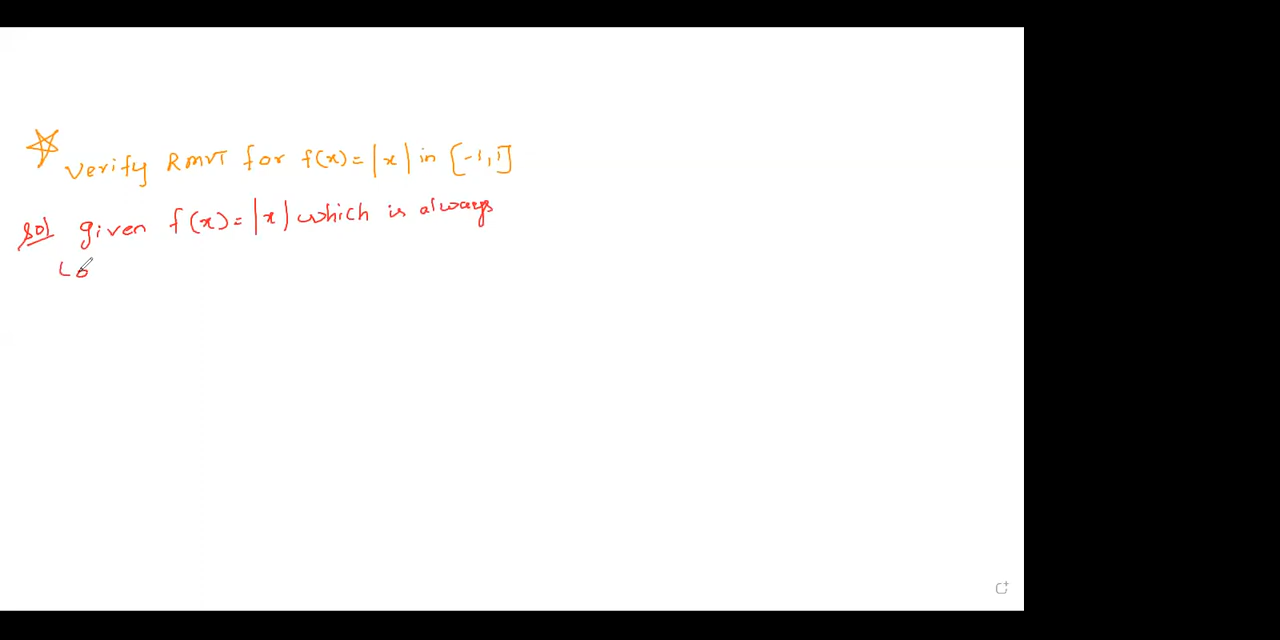 Verify RMVT for f(x)=|x| in [-1,1]
Sol given f(x)=|x| which is always